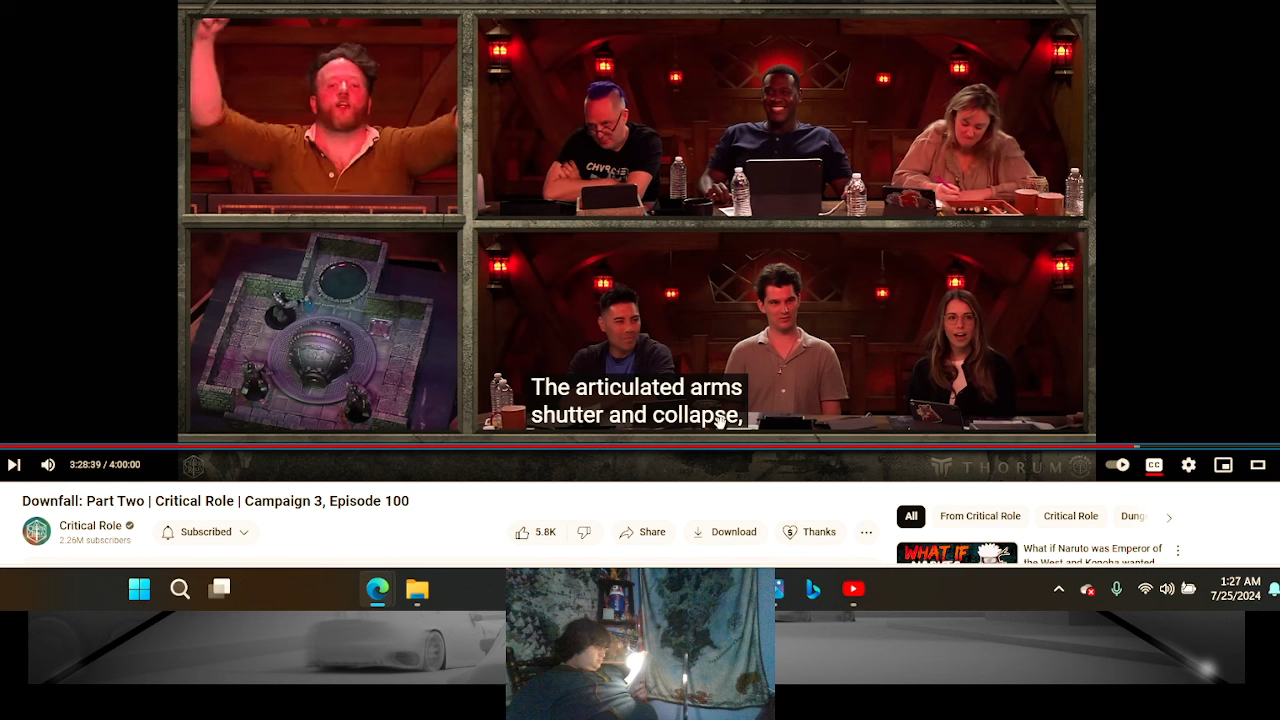 CHVRCHES
The articulated arms
shutter and collapse,
3:28:39 / 4:00:00
CC
THORUM
Downfall: Part Two | Critical Role | Campaign 3, Episode 100
Critical Role
2.26M subscribers
Subscribed
5.8K
Share
Download
Thanks
All
From Critical Role
Critical Role
Dung
WHAT IF
What if Naruto was Emperor of
the West and Konoha wanted
1:27 AM
7/25/2024